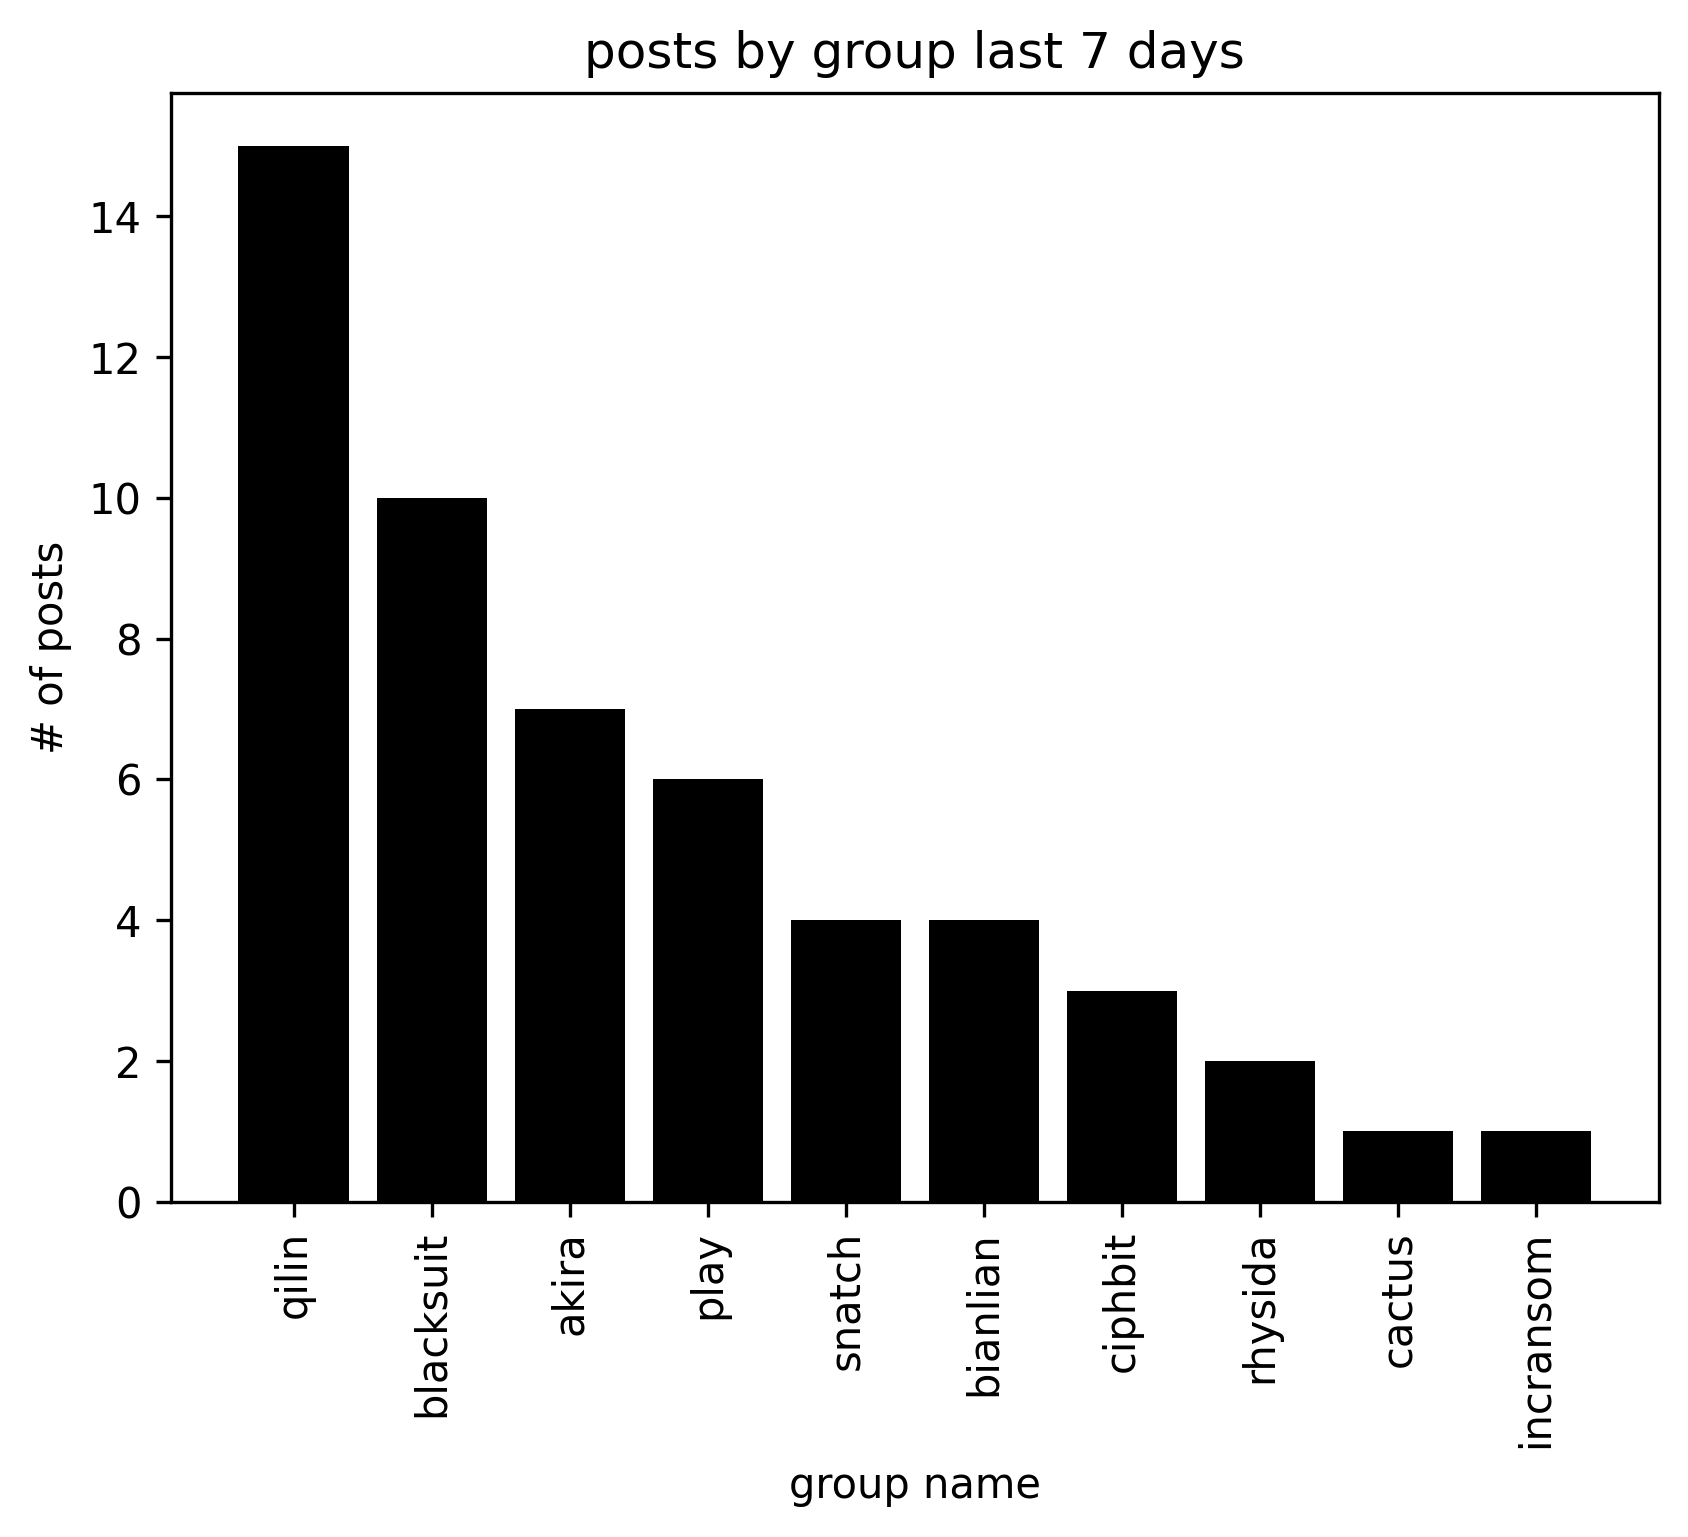 posts by group last 7 days
# of posts
14
12
10
8
6
4
2
0
qilin
blacksuit
akira
play
snatch
bianlian
ciphbit
rhysida
cactus
incransom
group name